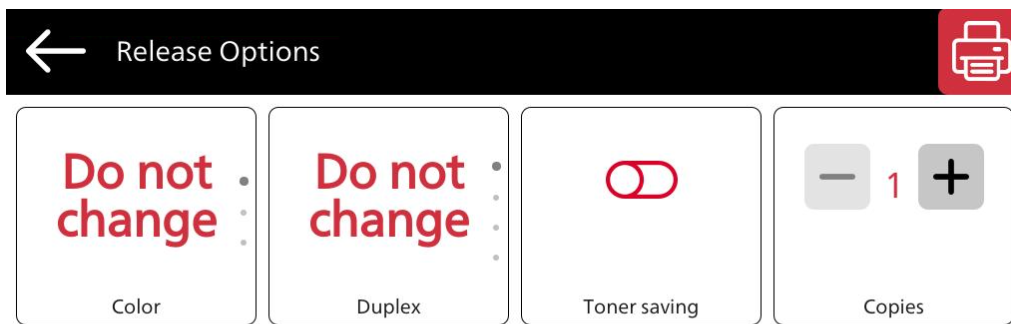 Release Options
Do not
change
Color
Do not
change
Duplex
Toner saving
1
Copies